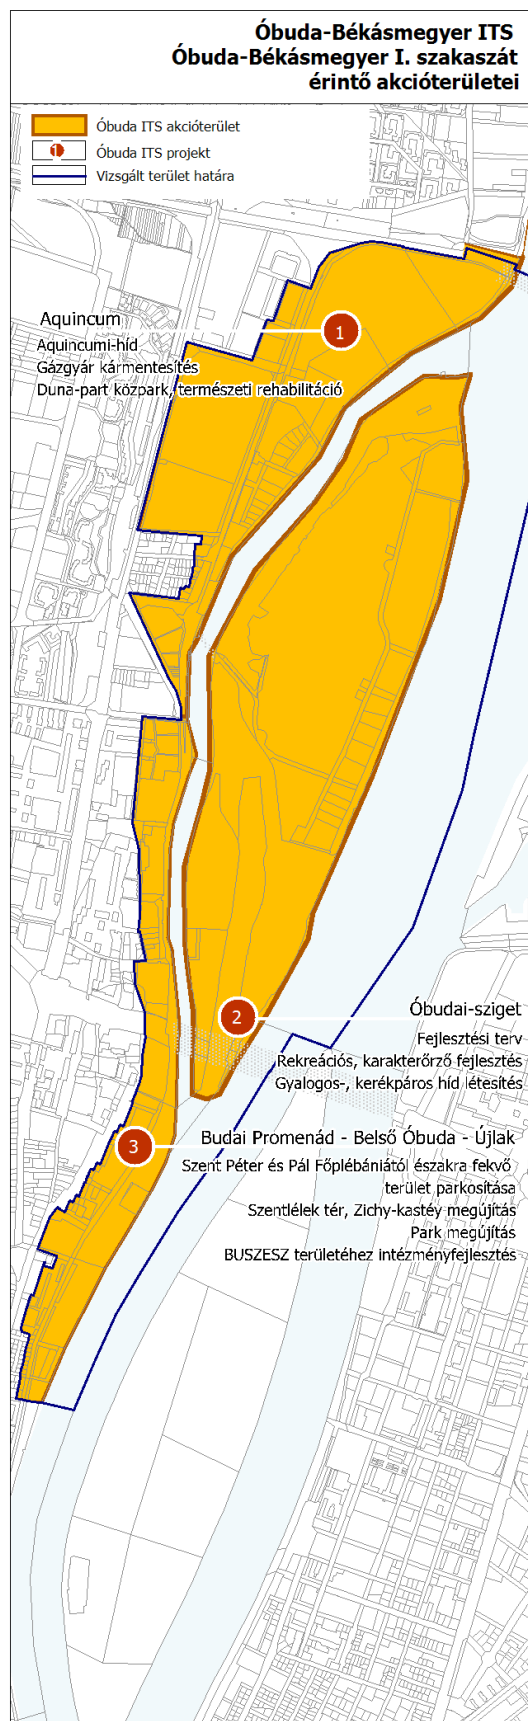 Óbuda-Békásmegyer ITS
Óbuda-Békásmegyer I. szakaszát
érintő akcióterületei
Óbuda ITS akcióterület
1 Óbuda ITS projekt
Vizsgált terület határa
Aquincum
1
Aquincumi-híd
Gázgyár kármentesítés
Duna-part közpark, természeti rehabilitáció
2
Óbudai-sziget
Fejlesztési terv
Rekreációs, karakterőrző fejlesztés
Gyalogos-, kerékpáros híd létesítés
3
Budai Promenád - Belső Óbuda - Újlak
Szent Péter és Pál Főplébániától északra fekvő
terület parkosítása
Szentlélek tér, Zichy-kastéy megújítás
Park megújítás
BUSZESZ területéhez intézményfejlesztés